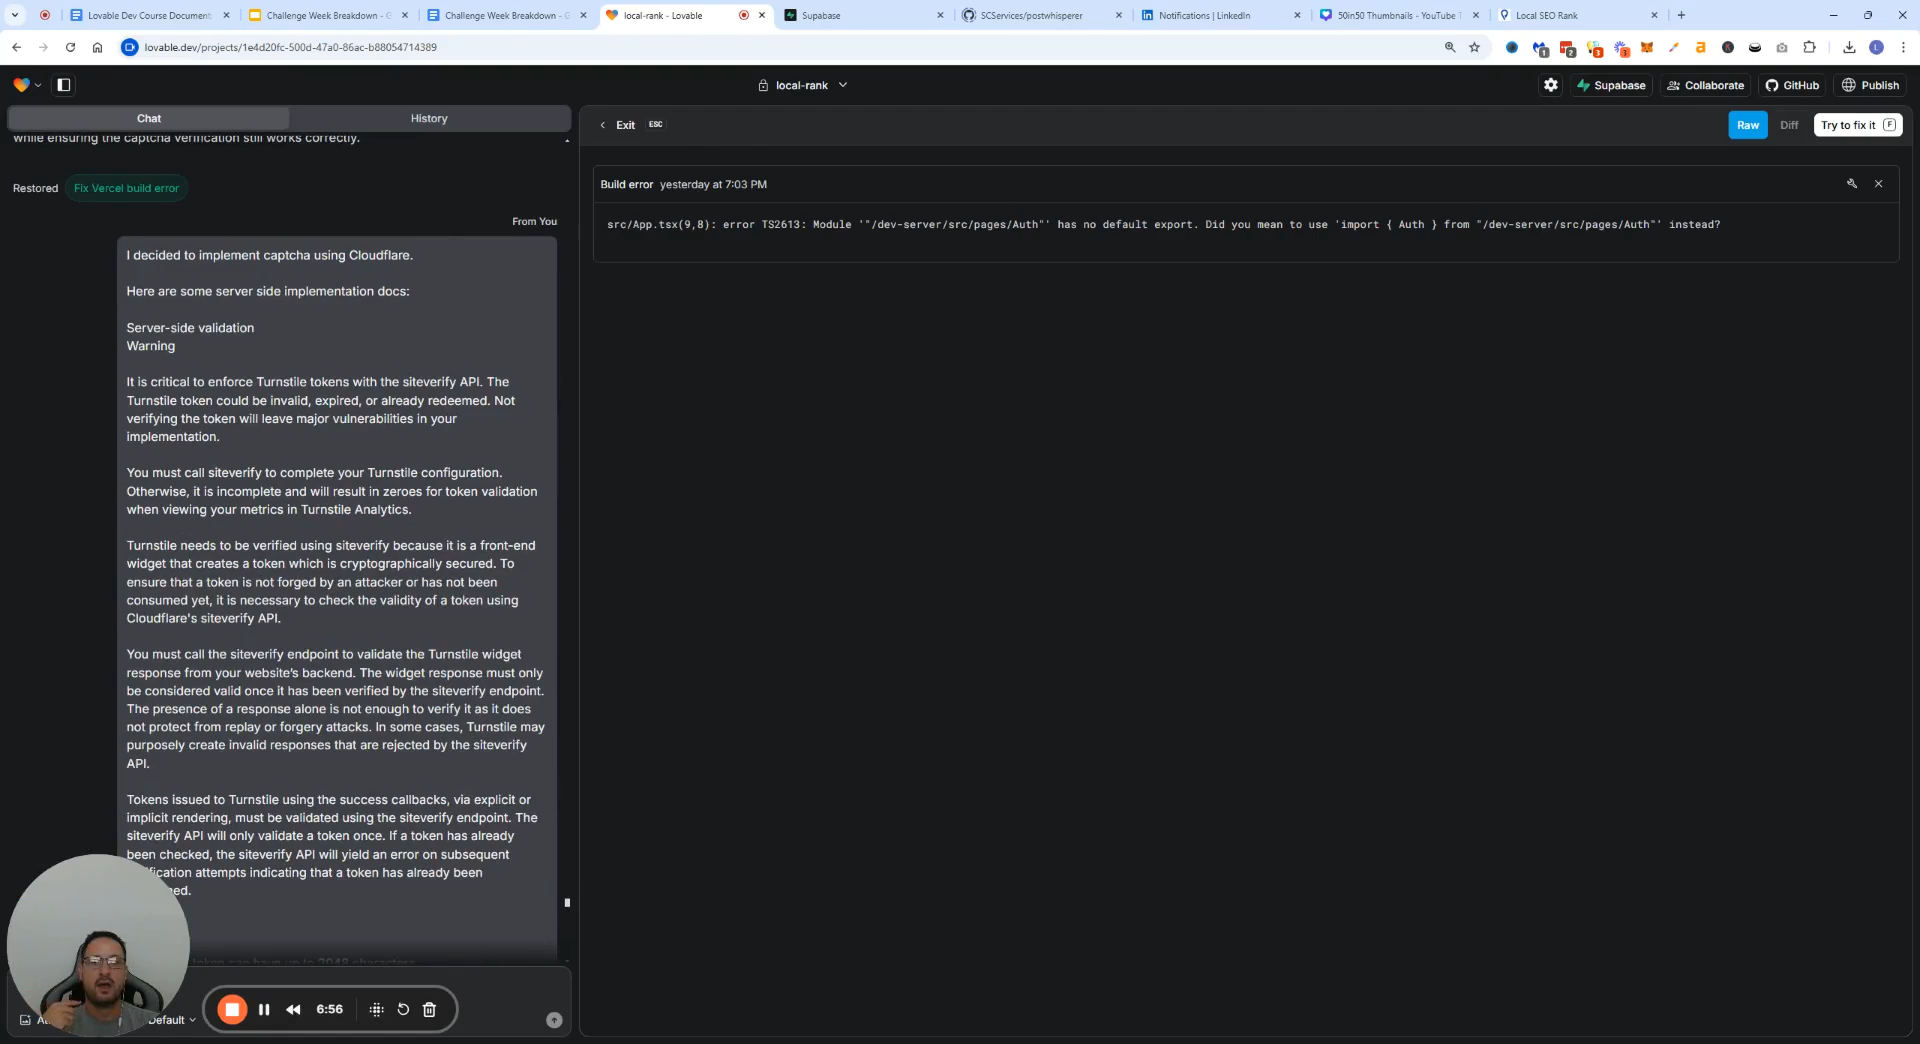 Lovable Dev Course Document
Challenge Week Breakdown - G
Challenge Week Breakdown - G
local-rank - Lovable
Supabase
SCServices/postwhisperer
Notifications | LinkedIn
50in50 Thumbnails - YouTube T
Local SEO Rank
lovable.dev/projects/1e4d20fc-500d-47a0-86ac-b88054714389
local-rank
Supabase
Collaborate
GitHub
Publish
Chat
History
Exit
ESC
Raw
Diff
Try to fix it F
while ensuring the captcha verification still works correctly.
Restored
Fix Vercel build error
From You
I decided to implement captcha using Cloudflare.
Here are some server side implementation docs:
Server-side validation
Warning
It is critical to enforce Turnstile tokens with the siteverify API. The
Turnstile token could be invalid, expired, or already redeemed. Not
verifying the token will leave major vulnerabilities in your
implementation.
You must call siteverify to complete your Turnstile configuration.
Otherwise, it is incomplete and will result in zeroes for token validation
when viewing your metrics in Turnstile Analytics.
Turnstile needs to be verified using siteverify because it is a front-end
widget that creates a token which is cryptographically secured. To
ensure that a token is not forged by an attacker or has not been
consumed yet, it is necessary to check the validity of a token using
Cloudflare's siteverify API.
You must call the siteverify endpoint to validate the Turnstile widget
response from your website's backend. The widget response must only
be considered valid once it has been verified by the siteverify endpoint.
The presence of a response alone is not enough to verify it as it does
not protect from replay or forgery attacks. In some cases, Turnstile may
purposely create invalid responses that are rejected by the siteverify
API.
Tokens issued to Turnstile using the success callbacks, via explicit or
implicit rendering, must be validated using the siteverify endpoint. The
siteverify API will only validate a token once. If a token has already
been checked, the siteverify API will yield an error on subsequent
fication attempts indicating that a token has already been
ed.
token can have up to 2048 characters
Default
6:56
Build error yesterday at 7:03 PM
src/App.tsx(9,8): error TS2613: Module '"/dev-server/src/pages/Auth"' has no default export. Did you mean to use 'import { Auth } from "/dev-server/src/pages/Auth"' instead?